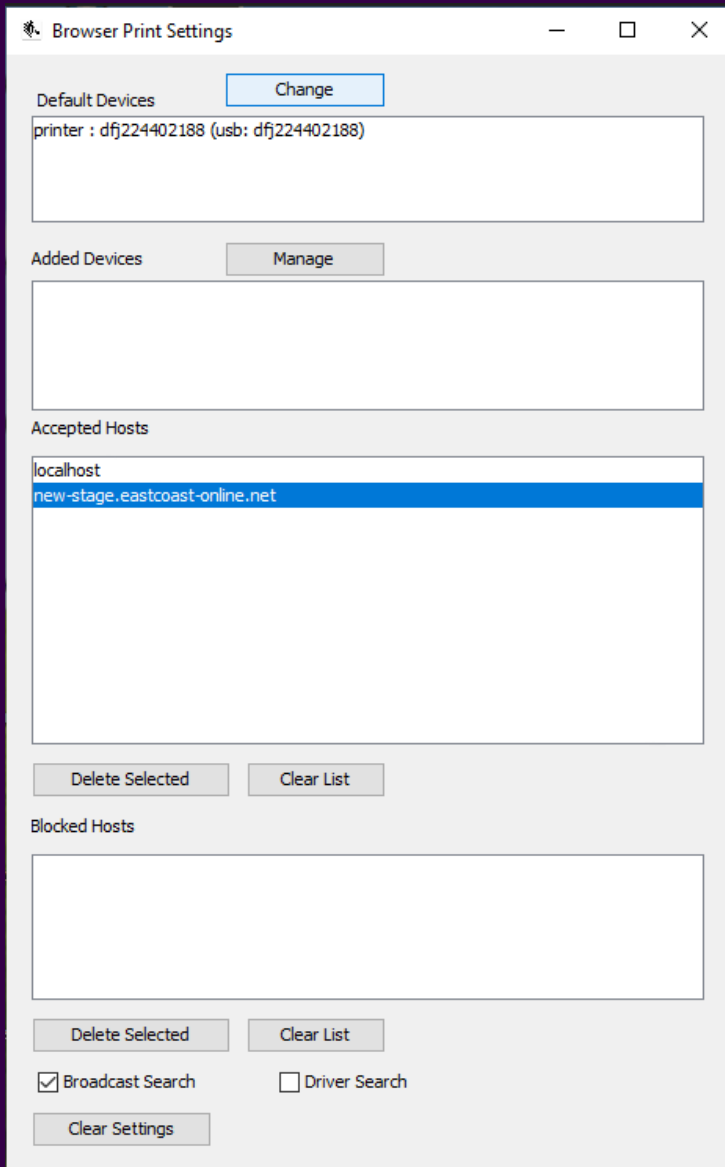 Browser Print Settings
Default Devices
Change
printer : dfj224402188 (usb: dfj224402188)
Added Devices
Manage
Accepted Hosts
localhost
new-stage.eastcoast-online.net
Delete Selected
Clear List
Blocked Hosts
Delete Selected
Clear List
Broadcast Search
Driver Search
Clear Settings